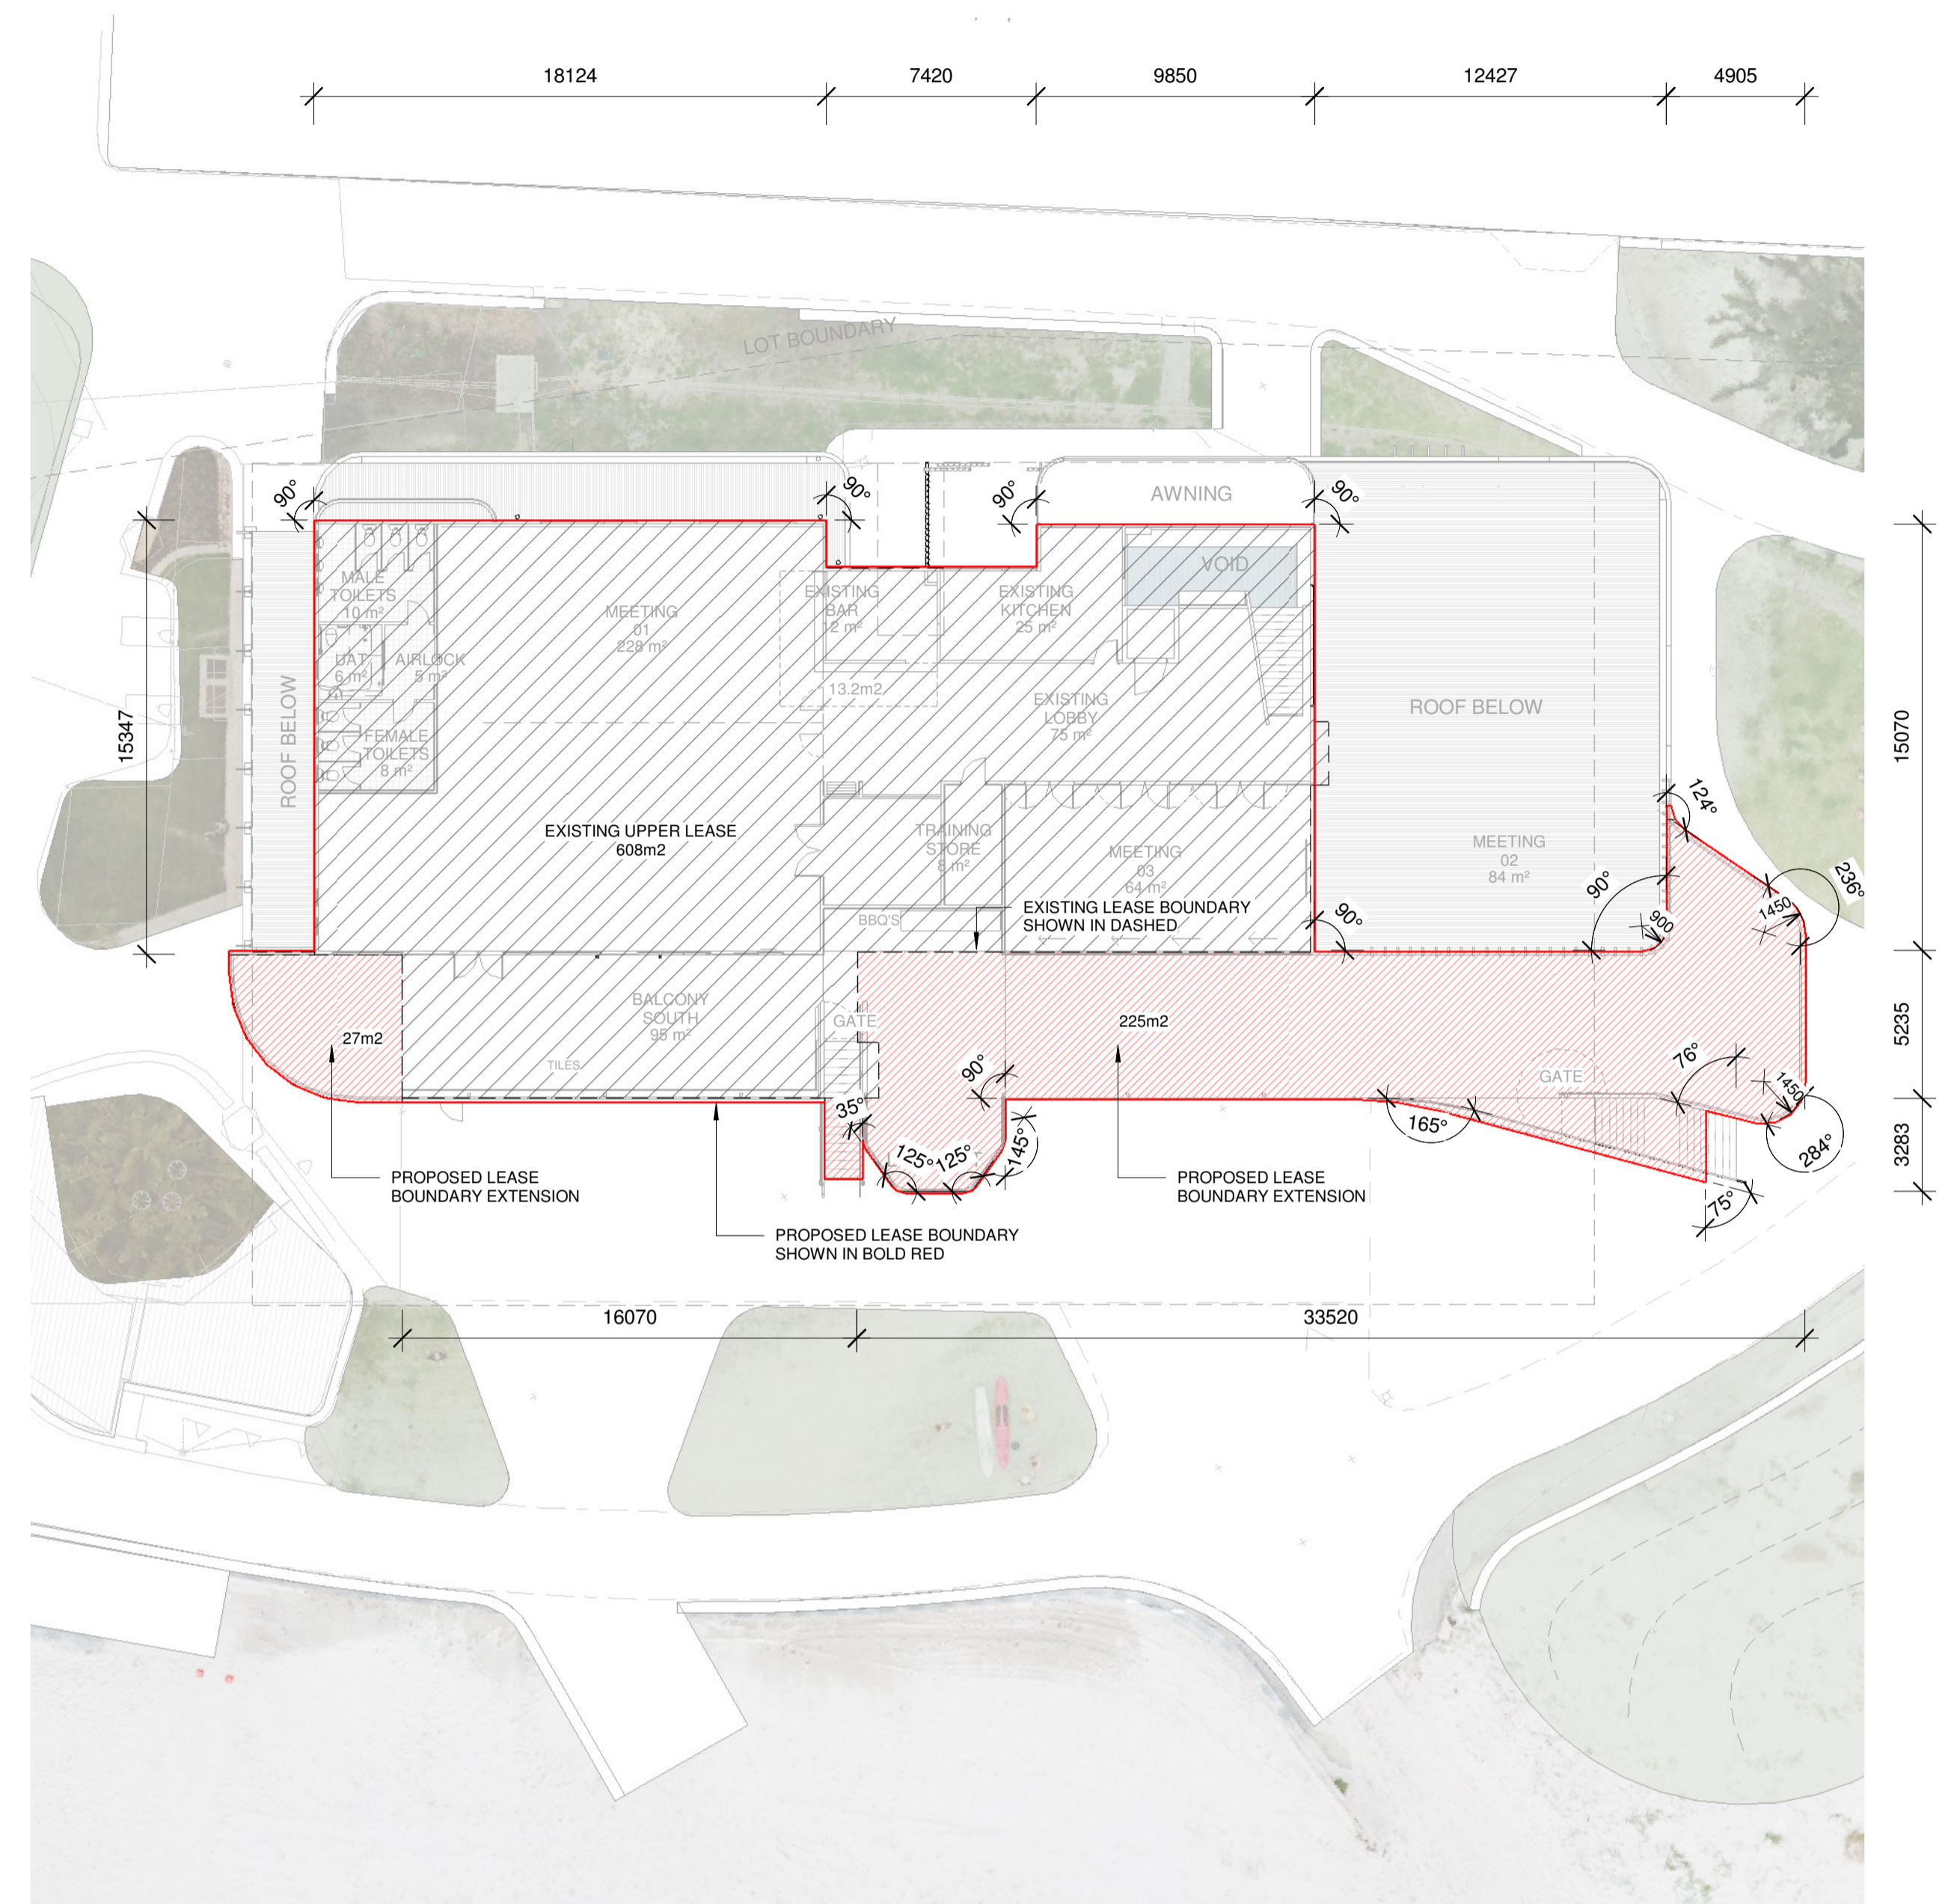 18124
7420
9850
12427
4905
LOT BOUNDARY
90°
90°
90°
90°
AWNING
VOID
MALE
TOILETS
10 m²
MEETING
01
228 m²
EXISTING
BAR
2 m²
EXISTING
KITCHEN
25 m²
UAT
6 m²
AIRLOCK
5 m²
13.2m2
EXISTING
LOBBY
75 m²
ROOF BELOW
ROOF BELOW
15347
15070
FEMALE
TOILETS
8 m²
EXISTING UPPER LEASE
608m2
TRAINING
STORE
8 m²
MEETING
03
64 m²
MEETING
02
84 m²
124°
236°
90°
1450
900
BBQ'S
EXISTING LEASE BOUNDARY
SHOWN IN DASHED
90°
BALCONY
SOUTH
95 m²
GATE
27m2
225m2
5235
TILES
90°
GATE
76°
1450
35°
165°
145°
284°
3283
125°
125°
75°
PROPOSED LEASE
BOUNDARY EXTENSION
PROPOSED LEASE
BOUNDARY EXTENSION
PROPOSED LEASE BOUNDARY
SHOWN IN BOLD RED
16070
33520